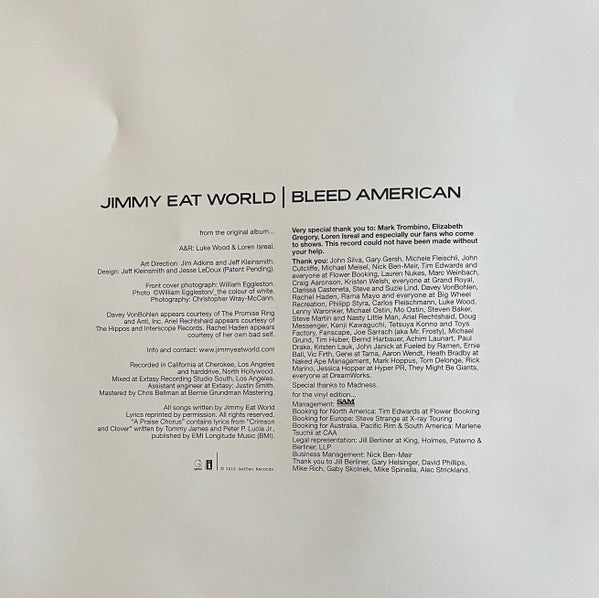 JIMMY EAT WORLD | BLEED AMERICAN
from the original album...
A&R: Luke Wood & Loren Isreal.
Art Direction: Jim Adkins and Jeff Kleinsmith.
Design: Jeff Kleinsmith and Jesse LeDoux (Patent Pending).
Front cover photograph: William Eggleston.
Photo ©William Eggleston/_the colour of white.
Photography: Christopher Wray-McCann.
Davey VonBohlen appears courtesy of The Promise Ring
and Anti, Inc. Ariel Rechtshaid appears courtesy of
The Hippos and Interscope Records. Rachel Haden appears
courtesy of her own bad self.
Info and contact: www.jimmyeatworld.com
Recorded in California at Cherokee, Los Angeles
and harddrive, North Hollywood.
Mixed at Extasy Recording Studio South, Los Angeles.
Assistant engineer at Extasy: Justin Smith.
Mastered by Chris Bellman at Bernie Grundman Mastering.
All songs written by Jimmy Eat World
Lyrics reprinted by permission. All rights reserved.
"A Praise Chorus" contains lyrics from "Crimson
and Clover" written by Tommy James and Peter P. Lucia Jr.,
published by EMI Longitude Music (BMI).
© 2015 Geffen Records.
Very special thank you to: Mark Trombino, Elizabeth
Gregory, Loren Isreal and especially our fans who come
to shows. This record could not have been made without
your help.
Thank you: John Silva, Gary Gersh, Michele Fleischli, John
Cutcliffe, Michael Meisel, Nick Ben-Meir, Tim Edwards and
everyone at Flower Booking, Lauren Nukes, Marc Weinbach,
Craig Aaronson, Kristen Welsh, everyone at Grand Royal,
Clarissa Casteneta, Steve and Suzie Lind, Davey VonBohlen,
Rachel Haden, Rama Mayo and everyone at Big Wheel
Recreation, Philipp Styra, Carlos Fleischmann, Luke Wood,
Lenny Waronker, Michael Ostin, Mo Ostin, Steven Baker,
Steve Martin and Nasty Little Man, Ariel Rechtshaid, Doug
Messenger, Kenji Kawaguchi, Tetsuya Konno and Toys
Factory, Fanscape, Joe Sarrach (aka Mr. Frosty), Michael
Grund, Tim Huber, Bernd Harbauer, Achim Launart, Paul
Drake, Kristen Lauk, John Janick at Fueled by Ramen, Ernie
Ball, Vic Firth, Gene at Tama, Aaron Wendt, Heath Bradby at
Naked Ape Management, Mark Hoppus, Tom Delonge, Rick
Marino, Jessica Hopper at Hyper PR, They Might Be Giants,
everyone at DreamWorks.
Special thanks to Madness.
for the vinyl edition...
Management: SAM
Booking for North America: Tim Edwards at Flower Booking
Booking for Europe: Steve Strange at X-ray Touring
Booking for Australia, Pacific Rim & South America: Marlene
Tsuchii at CAA
Legal representation: Jill Berliner at King, Holmes, Paterno &
Berliner, LLP
Business Management: Nick Ben-Meir
Thank you to Jill Berliner, Gary Helsinger, David Phillips,
Mike Rich, Gaby Skolnek, Mike Spinella, Alec Strickland.